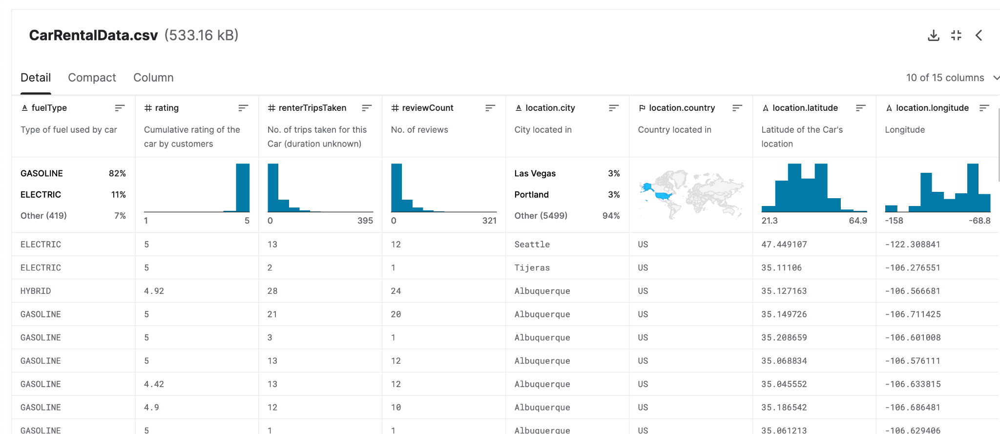 CarRentalData.csv (533.16 kB)
Detail Compact Column 10 of 15 columns
fuelType rating renterTripsTaken reviewCount location.city location.country location.latitude location.longitude
Type of fuel used by car Cumulative rating of the No. of trips taken for this No. of reviews City located in Country located in Latitude of the Car's Longitude
car by customers Car (duration unknown) location
GASOLINE 82% Las Vegas 3%
ELECTRIC 11% Portland 3%
Other (419) 7% Other (5499) 94%
1 5 0 395 0 321 21.3 64.9 -158 -68.8
ELECTRIC 5 13 12 Seattle US 47.449107 -122.308841
ELECTRIC 5 2 1 Tijeras US 35.11106 -106.276551
HYBRID 4.92 28 24 Albuquerque US 35.127163 -106.566681
GASOLINE 5 21 20 Albuquerque US 35.149726 -106.711425
GASOLINE 5 3 1 Albuquerque US 35.208659 -106.601008
GASOLINE 5 13 12 Albuquerque US 35.068834 -106.576111
GASOLINE 4.42 13 12 Albuquerque US 35.045552 -106.633815
GASOLINE 4.9 12 10 Albuquerque US 35.186542 -106.686481
GASOLINE 5 1 1 Albuquerque US 35.061213 -106.629406